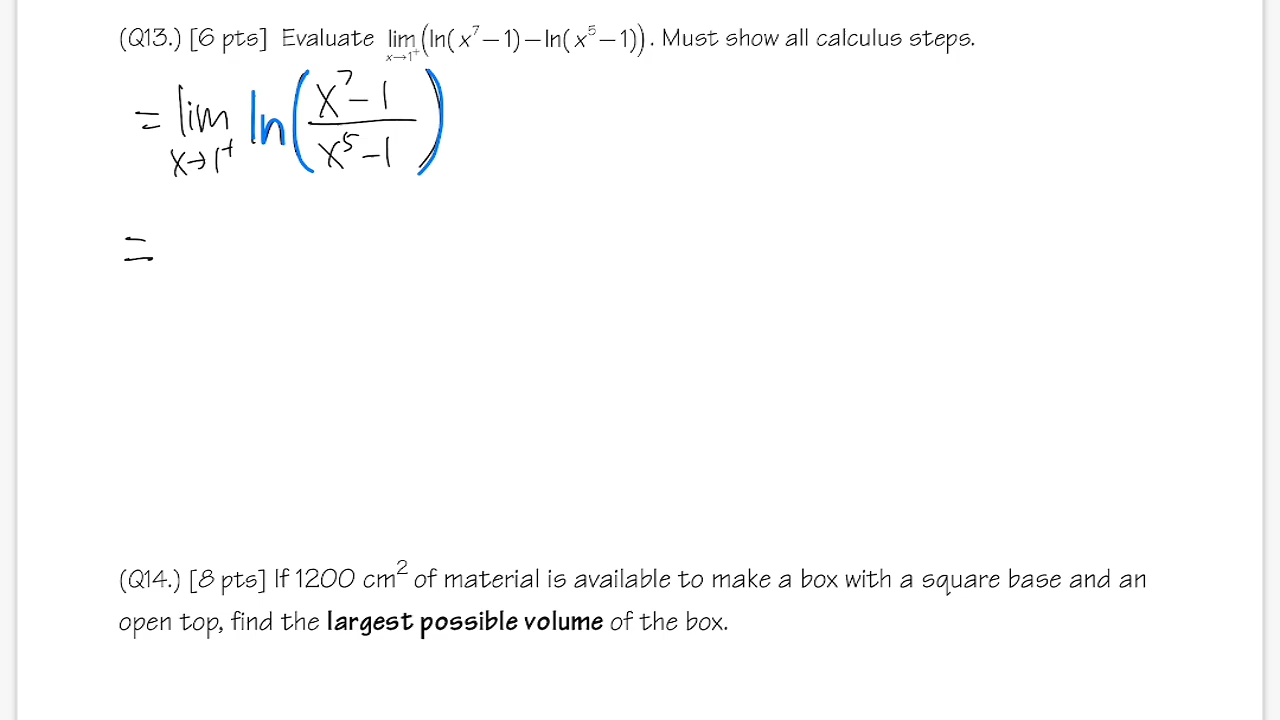 (Q13.) [6 pts] Evaluate lim x→1⁺ (ln(x⁷−1)−ln(x⁵−1)). Must show all calculus steps.
= lim x→1⁺ ln((x⁷−1)/(x⁵−1))
=
(Q14.) [8 pts] If 1200 cm² of material is available to make a box with a square base and an
open top, find the largest possible volume of the box.